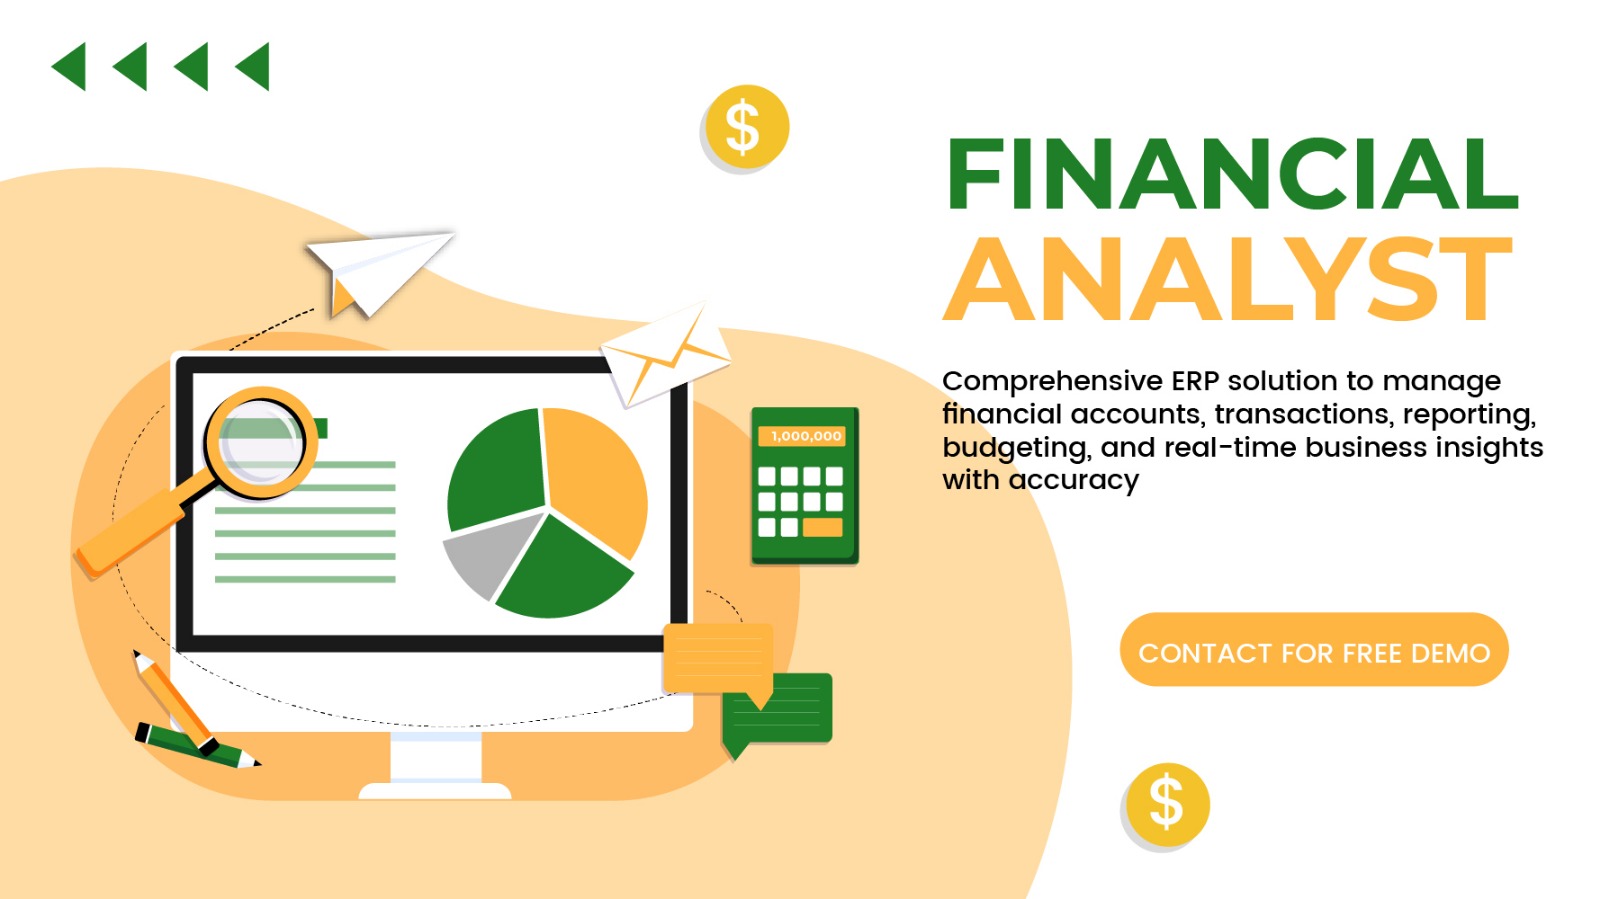 $
FINANCIAL
ANALYST
Comprehensive ERP solution to manage
financial accounts, transactions, reporting,
budgeting, and real-time business insights
with accuracy
1,000,000
CONTACT FOR FREE DEMO
$